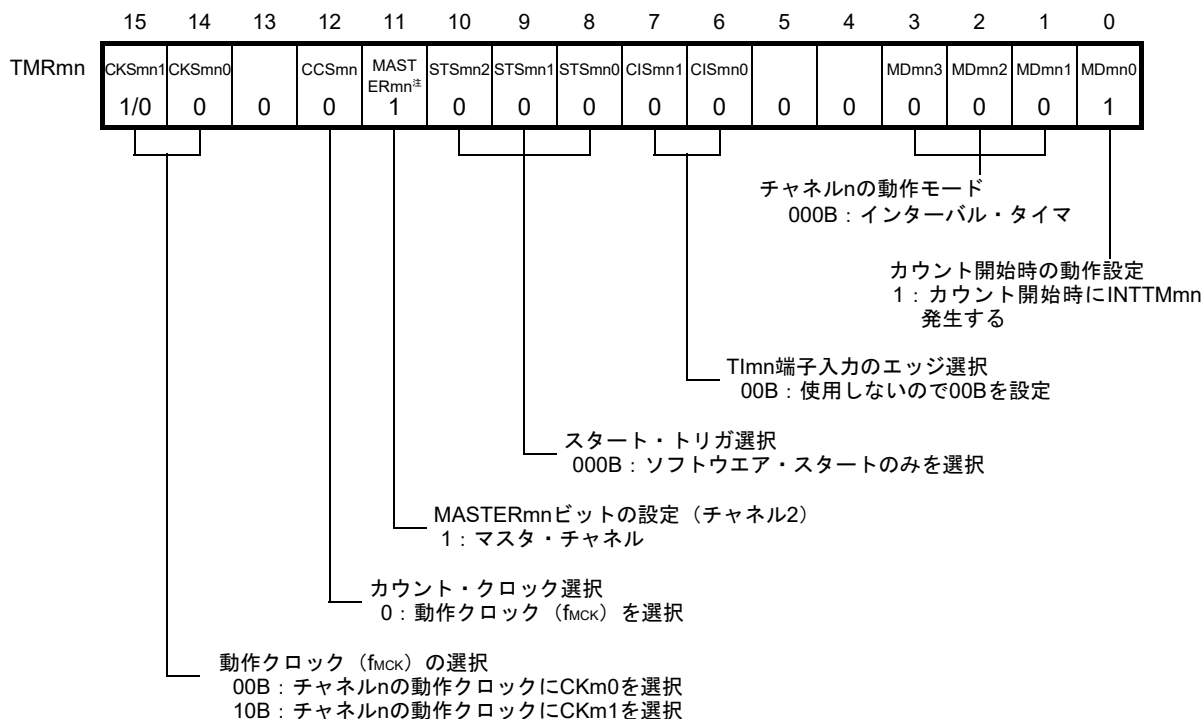 15 14 13 12 11 10 9 8 7 6 5 4 3 2 1 0
TMRmn CKSmn1 CKSmn0 CCSmn MAST STSmn2 STSmn1 STSmn0 CISmn1 CISmn0 MDmn3 MDmn2 MDmn1 MDmn0
ERmn注
1/0 0 0 0 1 0 0 0 0 0 0 0 0 0 0 1
チャネルnの動作モード
000B:インターバル・タイマ
カウント開始時の動作設定
1:カウント開始時にINTTMmn
発生する
TImn端子入力のエッジ選択
00B:使用しないので00Bを設定
スタート・トリガ選択
000B:ソフトウエア・スタートのみを選択
MASTERmnビットの設定(チャネル2)
1:マスタ・チャネル
カウント・クロック選択
0:動作クロック(fMCK)を選択
動作クロック(fMCK)の選択
00B:チャネルnの動作クロックにCKm0を選択
10B:チャネルnの動作クロックにCKm1を選択